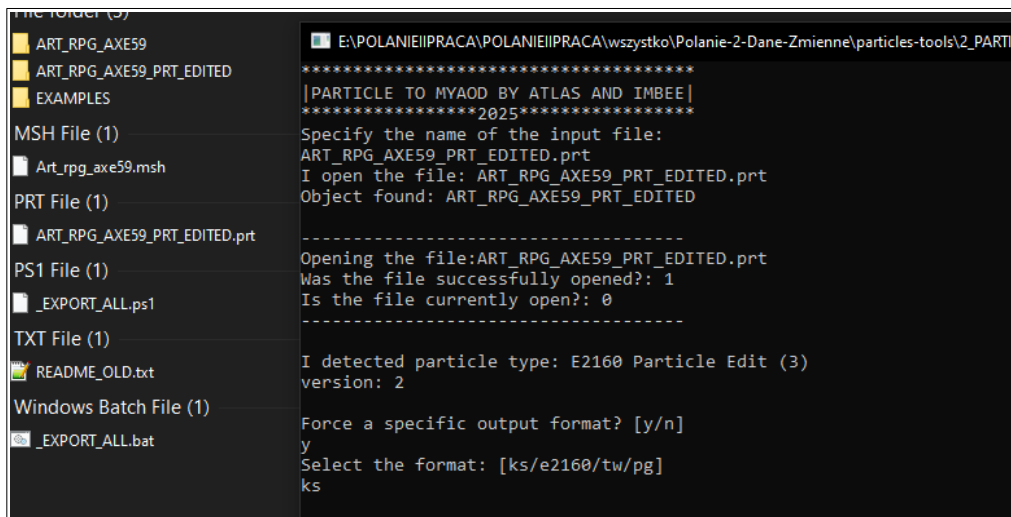 File folder (3)
ART_RPG_AXE59
ART_RPG_AXE59_PRT_EDITED
EXAMPLES
MSH File (1)
Art_rpg_axe59.msh
PRT File (1)
ART_RPG_AXE59_PRT_EDITED.prt
PS1 File (1)
_EXPORT_ALL.ps1
TXT File (1)
README_OLD.txt
Windows Batch File (1)
_EXPORT_ALL.bat
E:\POLANIEIIPRACA\POLANIEIIPRACA\wszystko\Polanie-2-Dane-Zmienne\particles-tools\2_PARTI
***************************************
|PARTICLE TO MYAOD BY ATLAS AND IMBEE|
*****************2025*****************
Specify the name of the input file:
ART_RPG_AXE59_PRT_EDITED.prt
I open the file: ART_RPG_AXE59_PRT_EDITED.prt
Object found: ART_RPG_AXE59_PRT_EDITED
-------------------------------------
Opening the file:ART_RPG_AXE59_PRT_EDITED.prt
Was the file successfully opened?: 1
Is the file currently open?: 0
-------------------------------------
I detected particle type: E2160 Particle Edit (3)
version: 2
Force a specific output format? [y/n]
y
Select the format: [ks/e2160/tw/pg]
ks